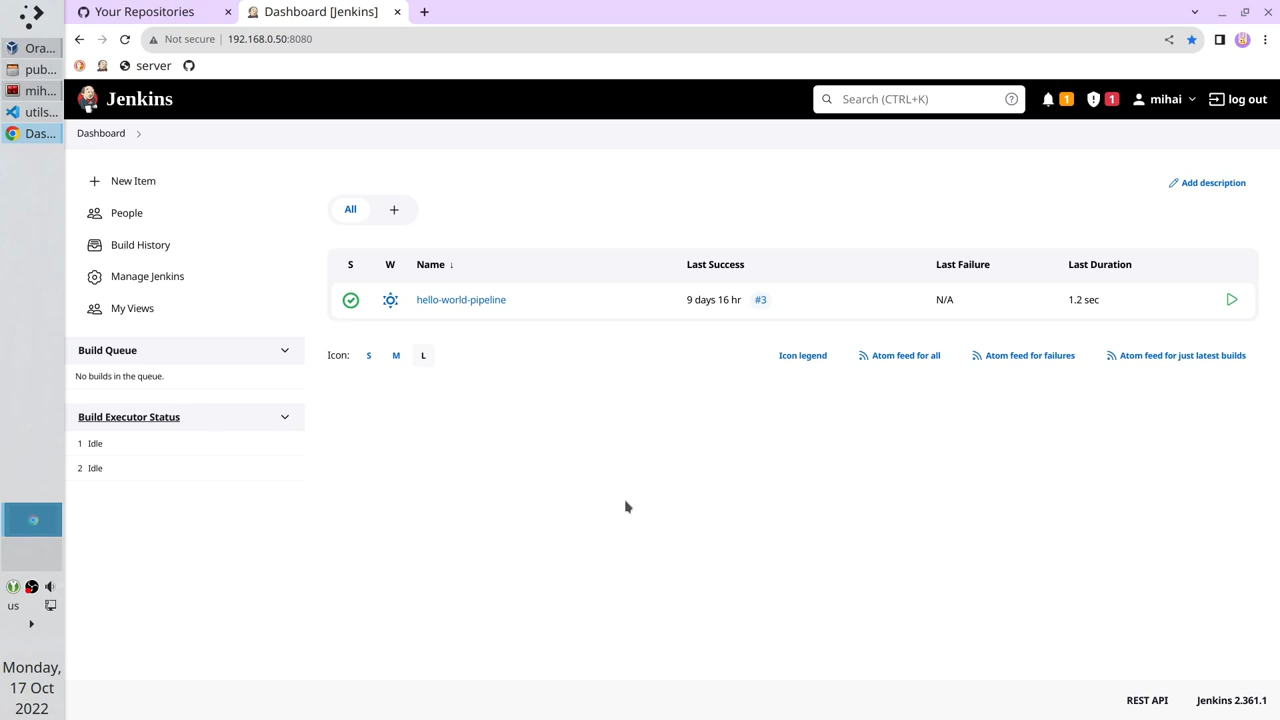 Your Repositories
Dashboard [Jenkins]
Ora...
pub...
mih...
utils...
Das...
Not secure
192.168.0.50:8080
server
Jenkins
Search (CTRL+K)
1
1
mihai
log out
Dashboard
New Item
People
Build History
Manage Jenkins
My Views
Build Queue
No builds in the queue.
Build Executor Status
1 Idle
2 Idle
Add description
All
S W Name ↓ Last Success Last Failure Last Duration
hello-world-pipeline 9 days 16 hr #3 N/A 1.2 sec
Icon: S M L
Icon legend Atom feed for all Atom feed for failures Atom feed for just latest builds
us
Monday,
17 Oct
2022
REST API Jenkins 2.361.1